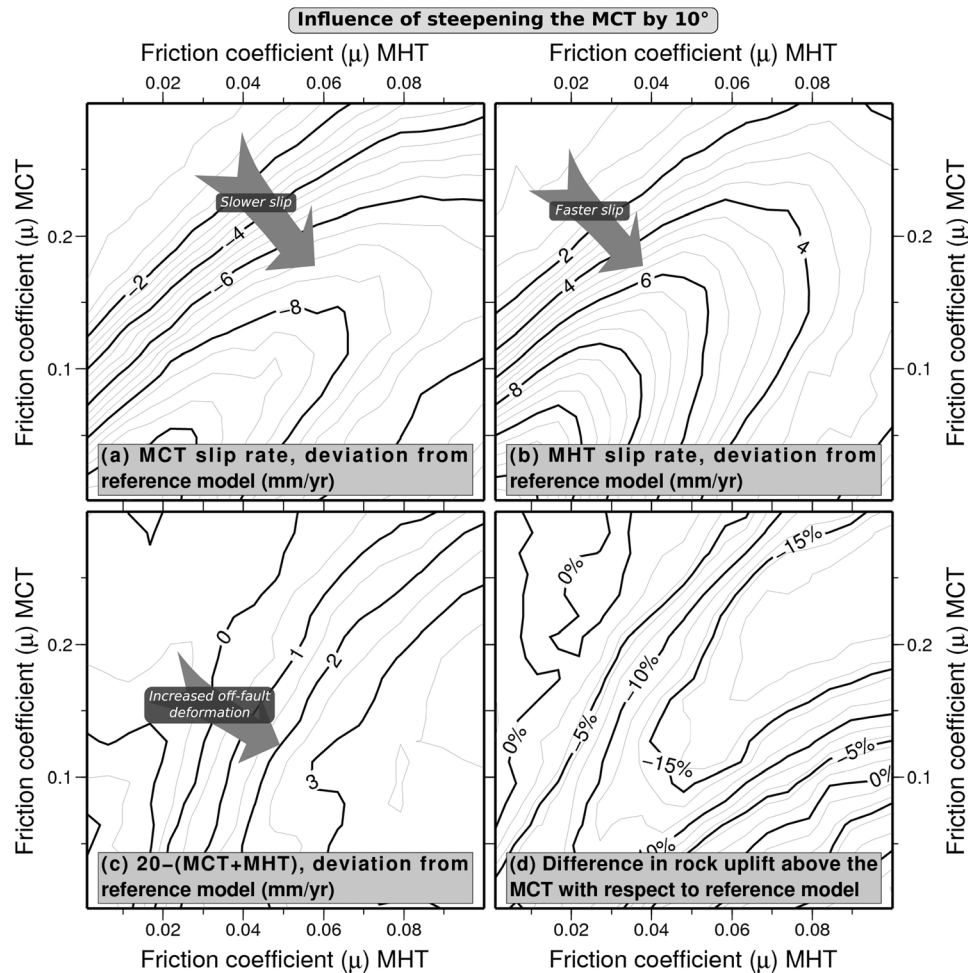 Influence of steepening the MCT by 10°
Friction coefficient (μ) MHT
Friction coefficient (μ) MHT
0.02 0.04 0.06 0.08
0.02 0.04 0.06 0.08
Friction coefficient (μ) MCT
0.2
0.1
Slower slip
−2
−4
−6
−8
(a) MCT slip rate, deviation from
reference model (mm/yr)
Faster slip
2
4
6
8
4
(b) MHT slip rate, deviation from
reference model (mm/yr)
0.2
0.1
Friction coefficient (μ) MCT
Friction coefficient (μ) MCT
0.2
0.1
0
1
2
3
Increased off-fault
deformation
(c) 20−(MCT+MHT), deviation from
reference model (mm/yr)
0%
−15%
−10%
−5%
0%
−15%
−5%
0%
(d) Difference in rock uplift above the
MCT with respect to reference model
0.2
0.1
Friction coefficient (μ) MCT
0.02 0.04 0.06 0.08
0.02 0.04 0.06 0.08
Friction coefficient (μ) MHT
Friction coefficient (μ) MHT